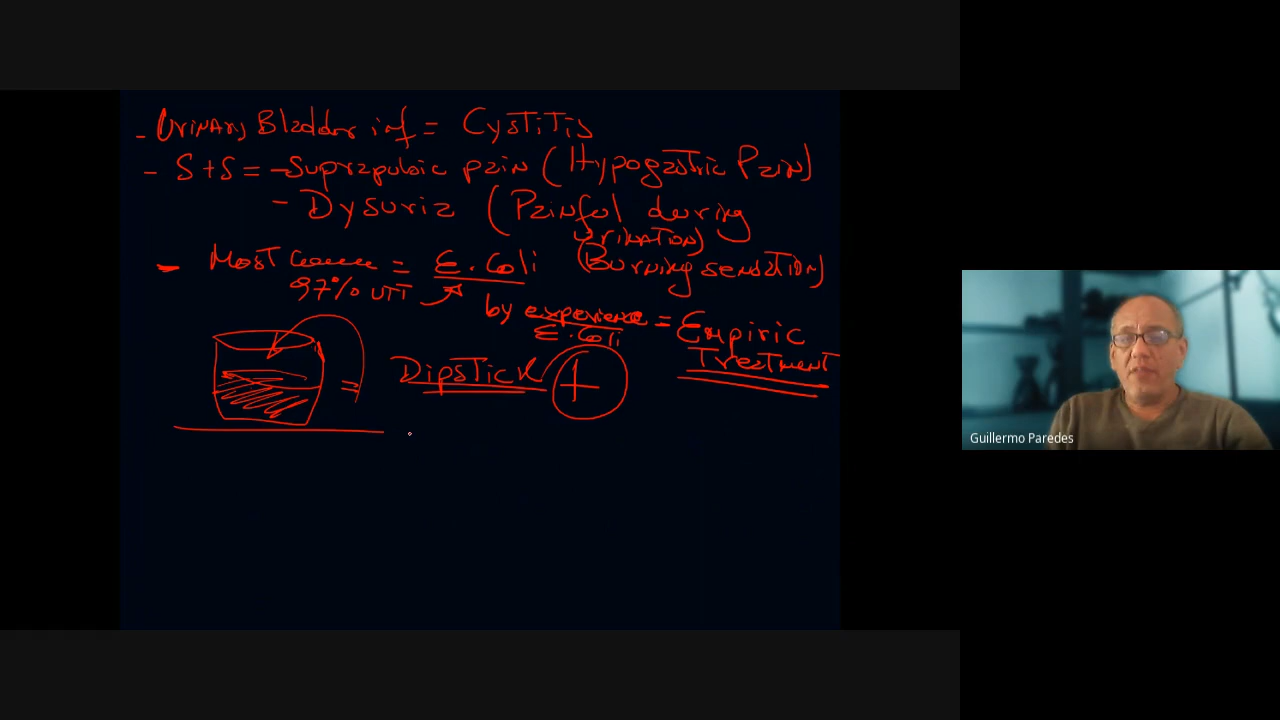 - Urinary Bladder inf = Cystitis
- S+S = - Suprapubic pain (Hypogastric Pain)
- Dysuria (Painful during
urination)
- Most = E. Coli (Burning sensation)
97% UTI
by experience = Empiric
E. Coli Treatment
Dipstick +
Guillermo Paredes